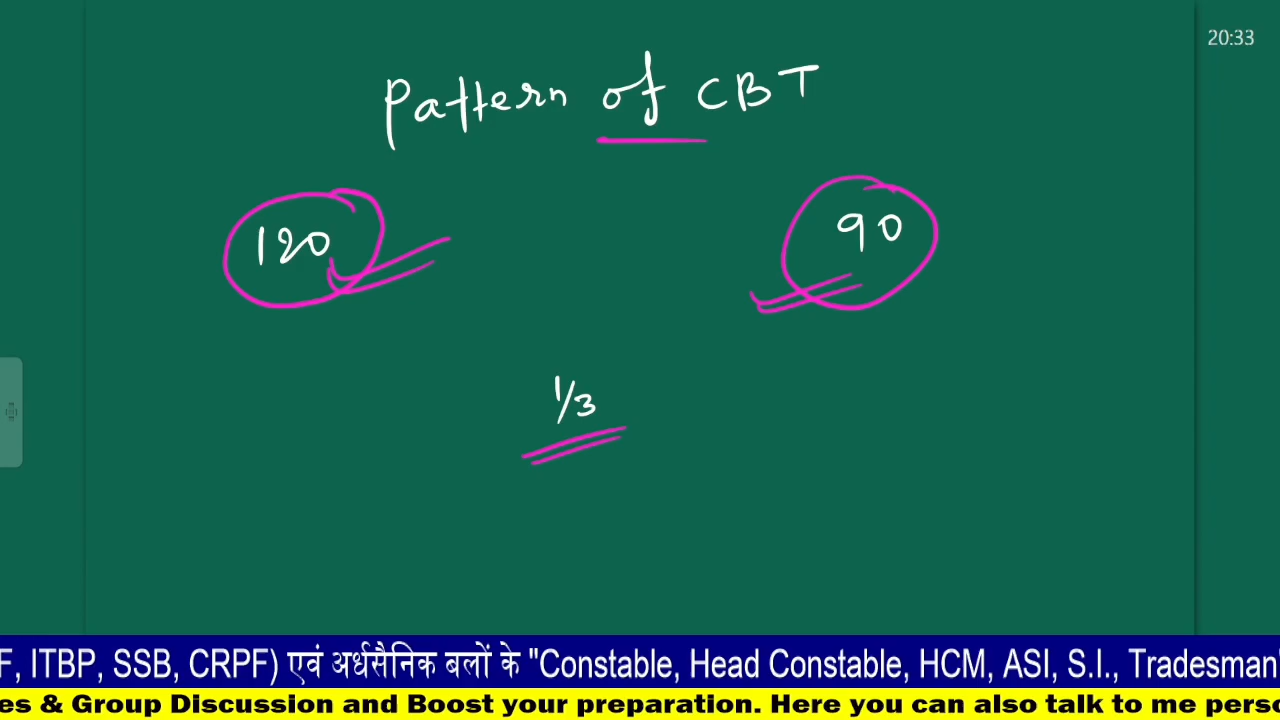 20:33
Pattern of CBT
120 90
1/3
F, ITBP, SSB, CRPF) एवं अर्धसैनिक बलों के "Constable, Head Constable, HCM, ASI, S.I., Tradesman"
es & Group Discussion and Boost your preparation. Here you can also talk to me perso